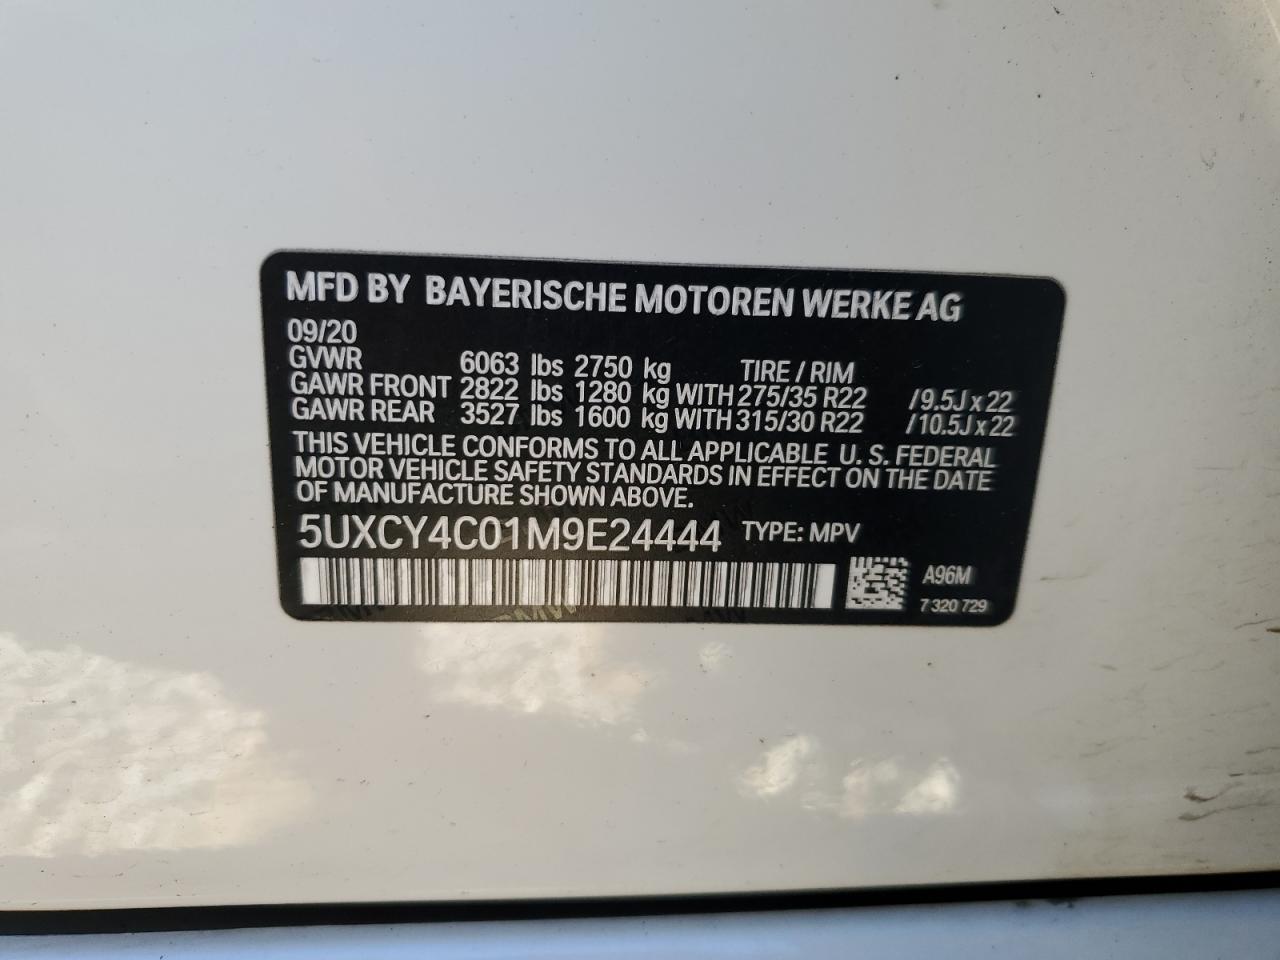 MFD BY BAYERISCHE MOTOREN WERKE AG
09/20
GVWR 6063 lbs 2750 kg TIRE / RIM
GAWR FRONT 2822 lbs 1280 kg WITH 275/35 R22 /9.5J x 22
GAWR REAR 3527 lbs 1600 kg WITH 315/30 R22 /10.5J x 22
THIS VEHICLE CONFORMS TO ALL APPLICABLE U. S. FEDERAL
MOTOR VEHICLE SAFETY STANDARDS IN EFFECT ON THE DATE
OF MANUFACTURE SHOWN ABOVE.
5UXCY4C01M9E24444 TYPE: MPV
A96M
7 320 729
BMW